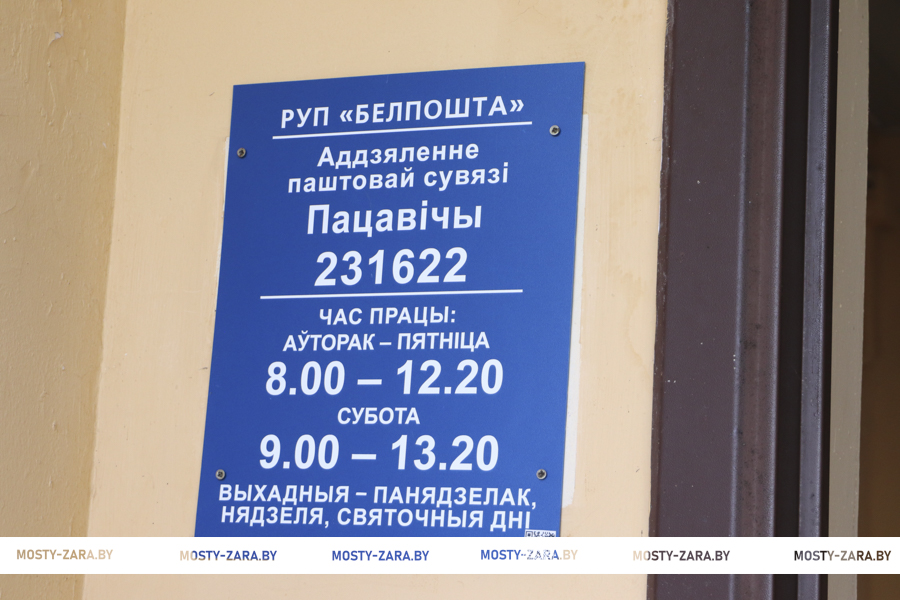 РУП «БЕЛПОШТА»
Аддзяленне
паштовай сувязі
Пацавічы
231622
ЧАС ПРАЦЫ:
АЎТОРАК – ПЯТНІЦА
8.00 – 12.20
СУБОТА
9.00 – 13.20
ВЫХАДНЫЯ – ПАНЯДЗЕЛАК,
НЯДЗЕЛЯ, СВЯТОЧНЫЯ ДНІ
MOSTY-ZARA.BY MOSTY-ZARA.BY MOSTY-ZARA.BY MOSTY-ZARA.BY MOSTY-ZARA.BY MOSTY-ZARA.BY